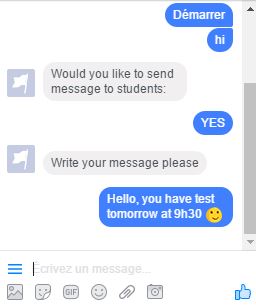 Démarrer
hi
Would you like to send
message to students:
YES
Write your message please
Hello, you have test
tomorrow at 9h30 🙂
Écrivez un message...
GIF